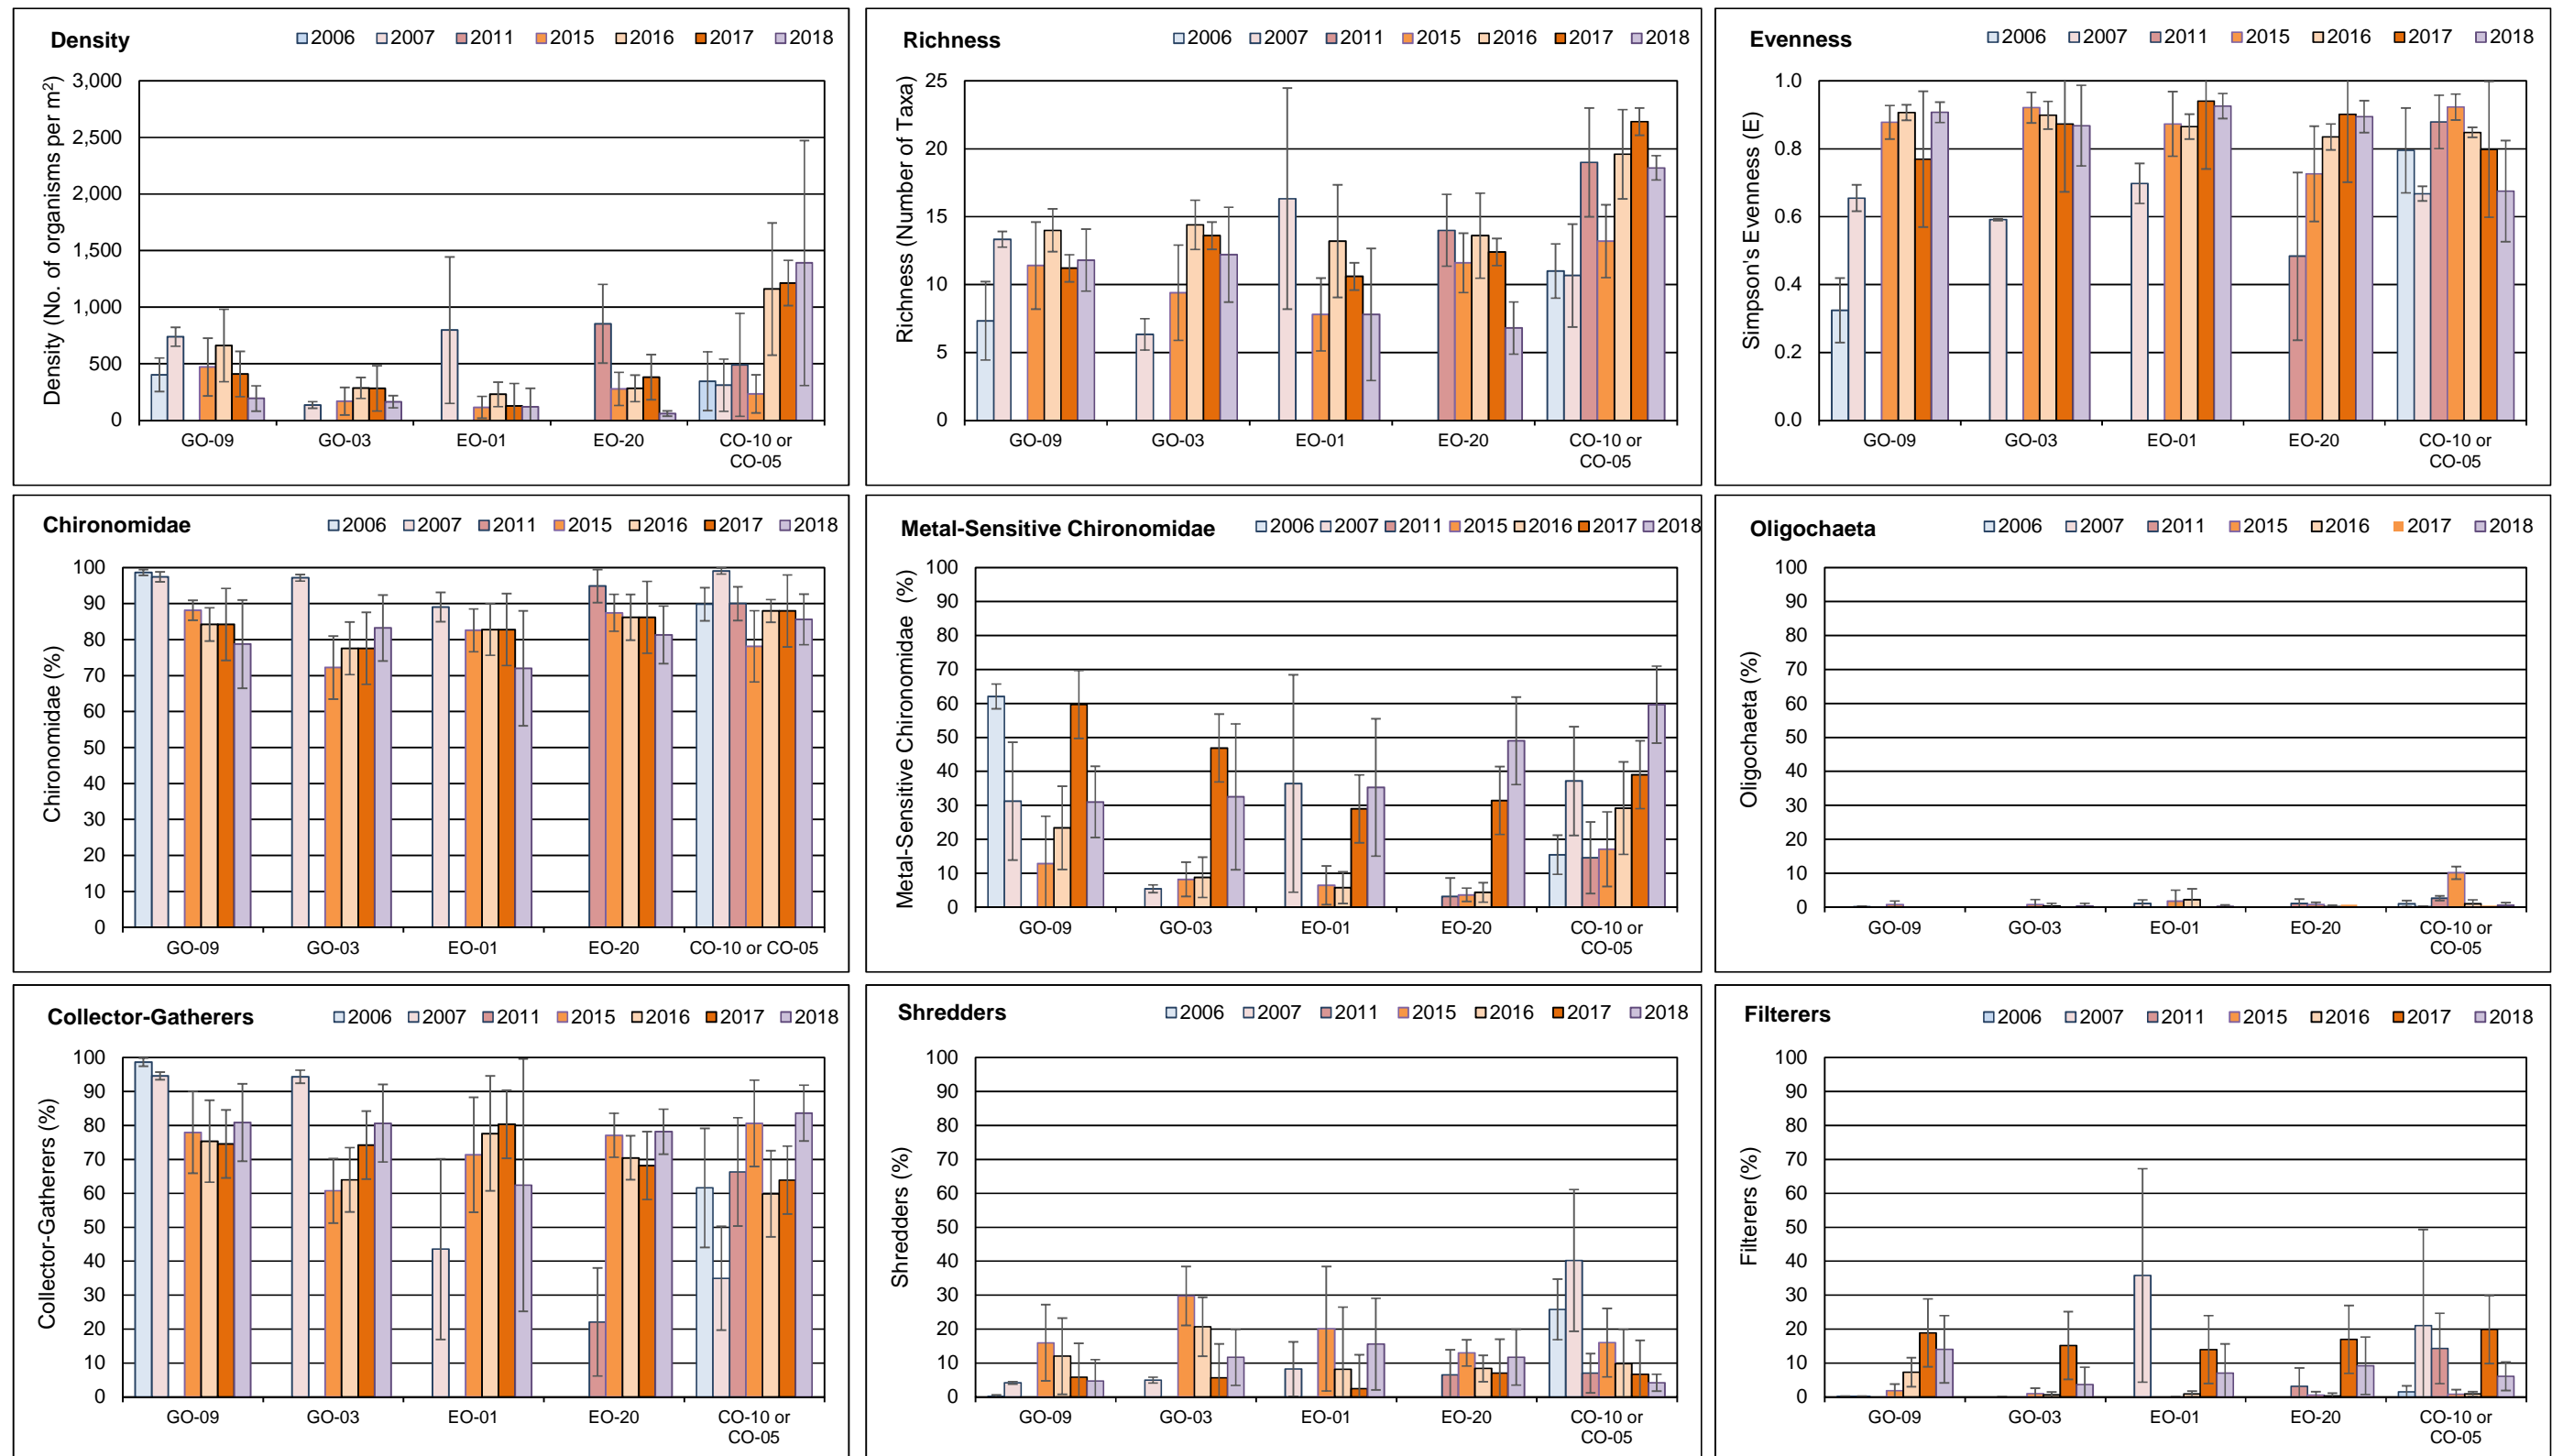 Density
2006 2007 2011 2015 2016 2017 2018
Density (No. of organisms per m²)
3,000
2,500
2,000
1,500
1,000
500
0
GO-09 GO-03 EO-01 EO-20 CO-10 or
CO-05
Richness
2006 2007 2011 2015 2016 2017 2018
Richness (Number of Taxa)
25
20
15
10
5
0
GO-09 GO-03 EO-01 EO-20 CO-10 or
CO-05
Evenness
2006 2007 2011 2015 2016 2017 2018
Simpson's Evenness (E)
1.0
0.8
0.6
0.4
0.2
0.0
GO-09 GO-03 EO-01 EO-20 CO-10 or
CO-05
Chironomidae
2006 2007 2011 2015 2016 2017 2018
Chironomidae (%)
100
90
80
70
60
50
40
30
20
10
0
GO-09 GO-03 EO-01 EO-20 CO-10 or CO-05
Metal-Sensitive Chironomidae
2006 2007 2011 2015 2016 2017 2018
Metal-Sensitive Chironomidae (%)
100
90
80
70
60
50
40
30
20
10
0
GO-09 GO-03 EO-01 EO-20 CO-10 or
CO-05
Oligochaeta
2006 2007 2011 2015 2016 2017 2018
Oligochaeta (%)
100
90
80
70
60
50
40
30
20
10
0
GO-09 GO-03 EO-01 EO-20 CO-10 or
CO-05
Collector-Gatherers
2006 2007 2011 2015 2016 2017 2018
Collector-Gatherers (%)
100
90
80
70
60
50
40
30
20
10
0
GO-09 GO-03 EO-01 EO-20 CO-10 or
CO-05
Shredders
2006 2007 2011 2015 2016 2017 2018
Shredders (%)
100
90
80
70
60
50
40
30
20
10
0
GO-09 GO-03 EO-01 EO-20 CO-10 or
CO-05
Filterers
2006 2007 2011 2015 2016 2017 2018
Filterers (%)
100
90
80
70
60
50
40
30
20
10
0
GO-09 GO-03 EO-01 EO-20 CO-10 or
CO-05